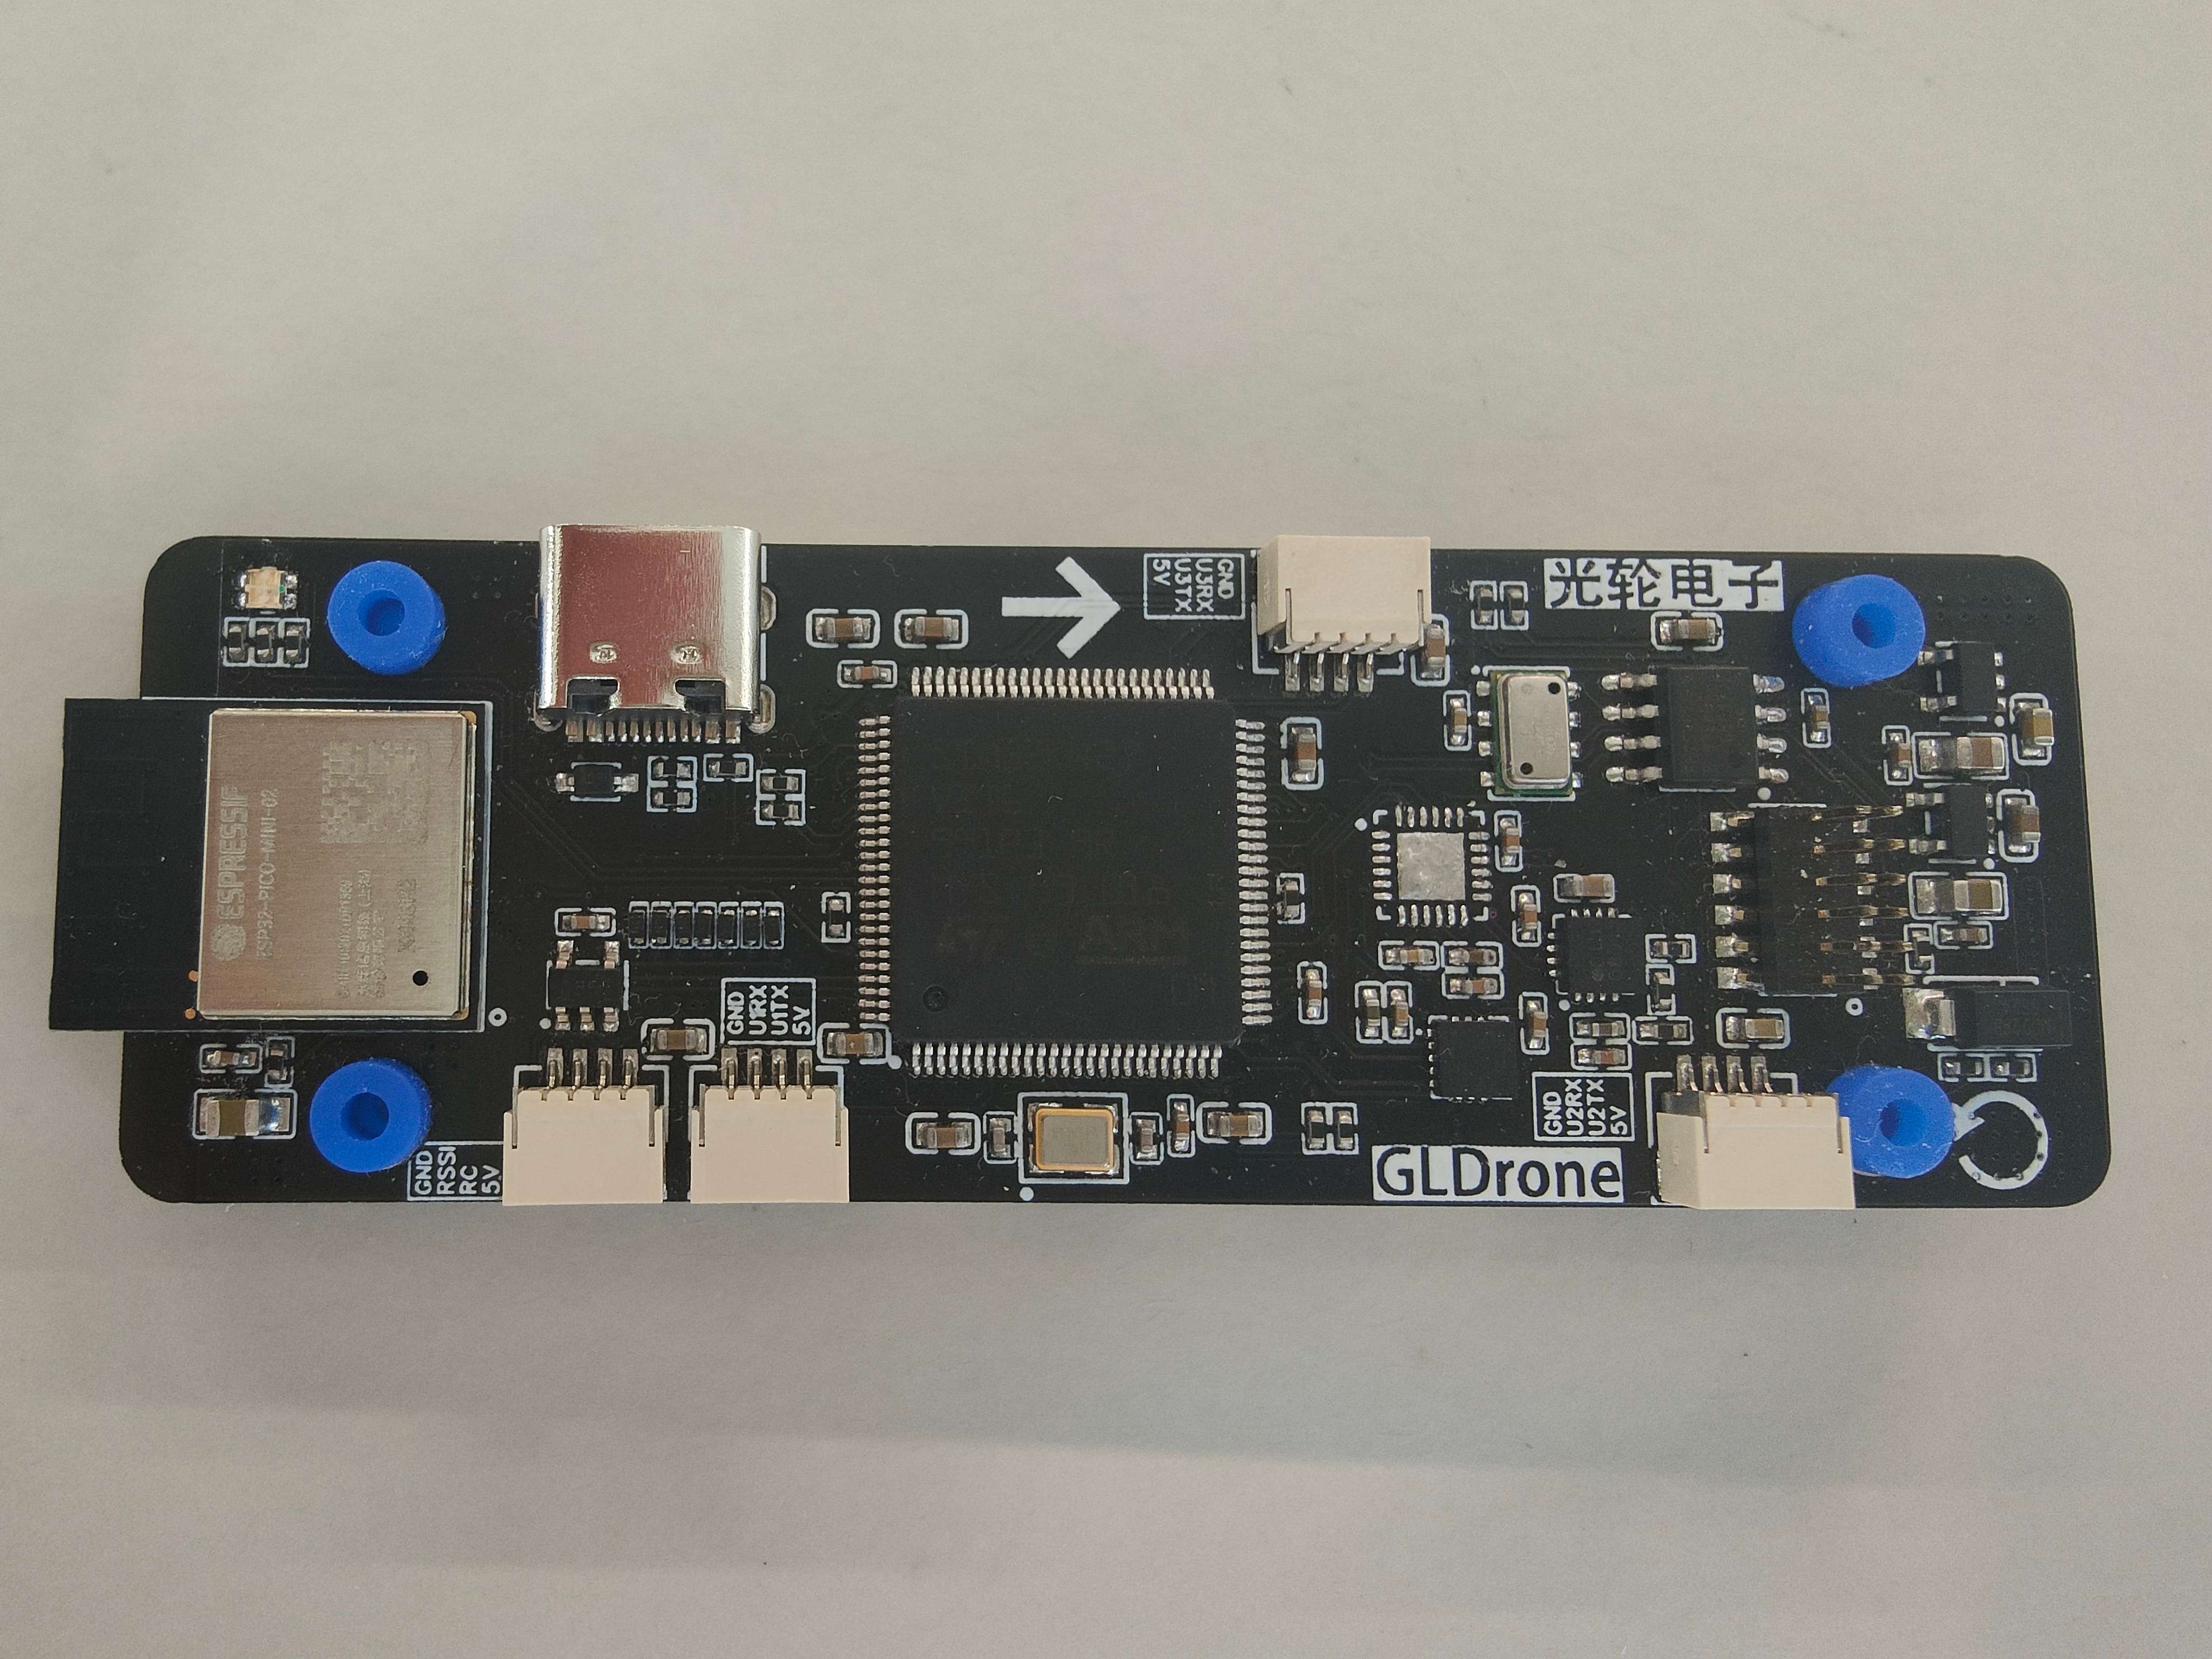 GND
U3RX
U3TX
5V
光轮电子
ESPRESSIF
ESP32-PICO-MINI-02
GND
U1RX
U1TX
5V
GND
RSSI
RC
5V
GND
U2RX
U2TX
5V
GLDrone